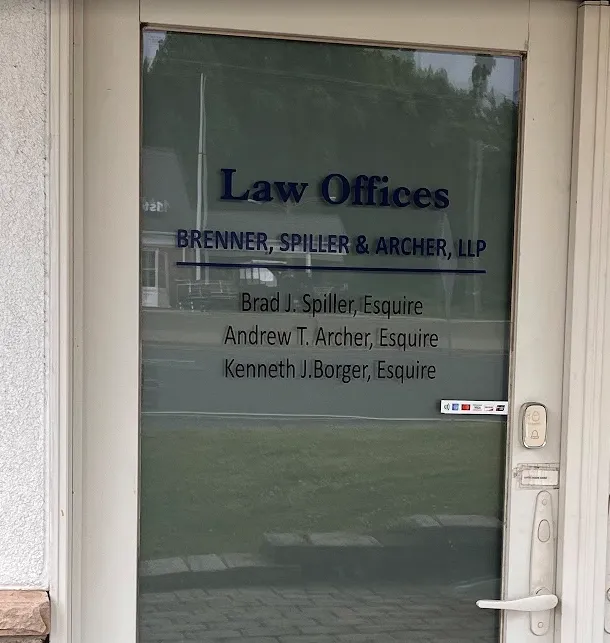 Law Offices
BRENNER, SPILLER & ARCHER, LLP
Brad J. Spiller, Esquire
Andrew T. Archer, Esquire
Kenneth J.Borger, Esquire